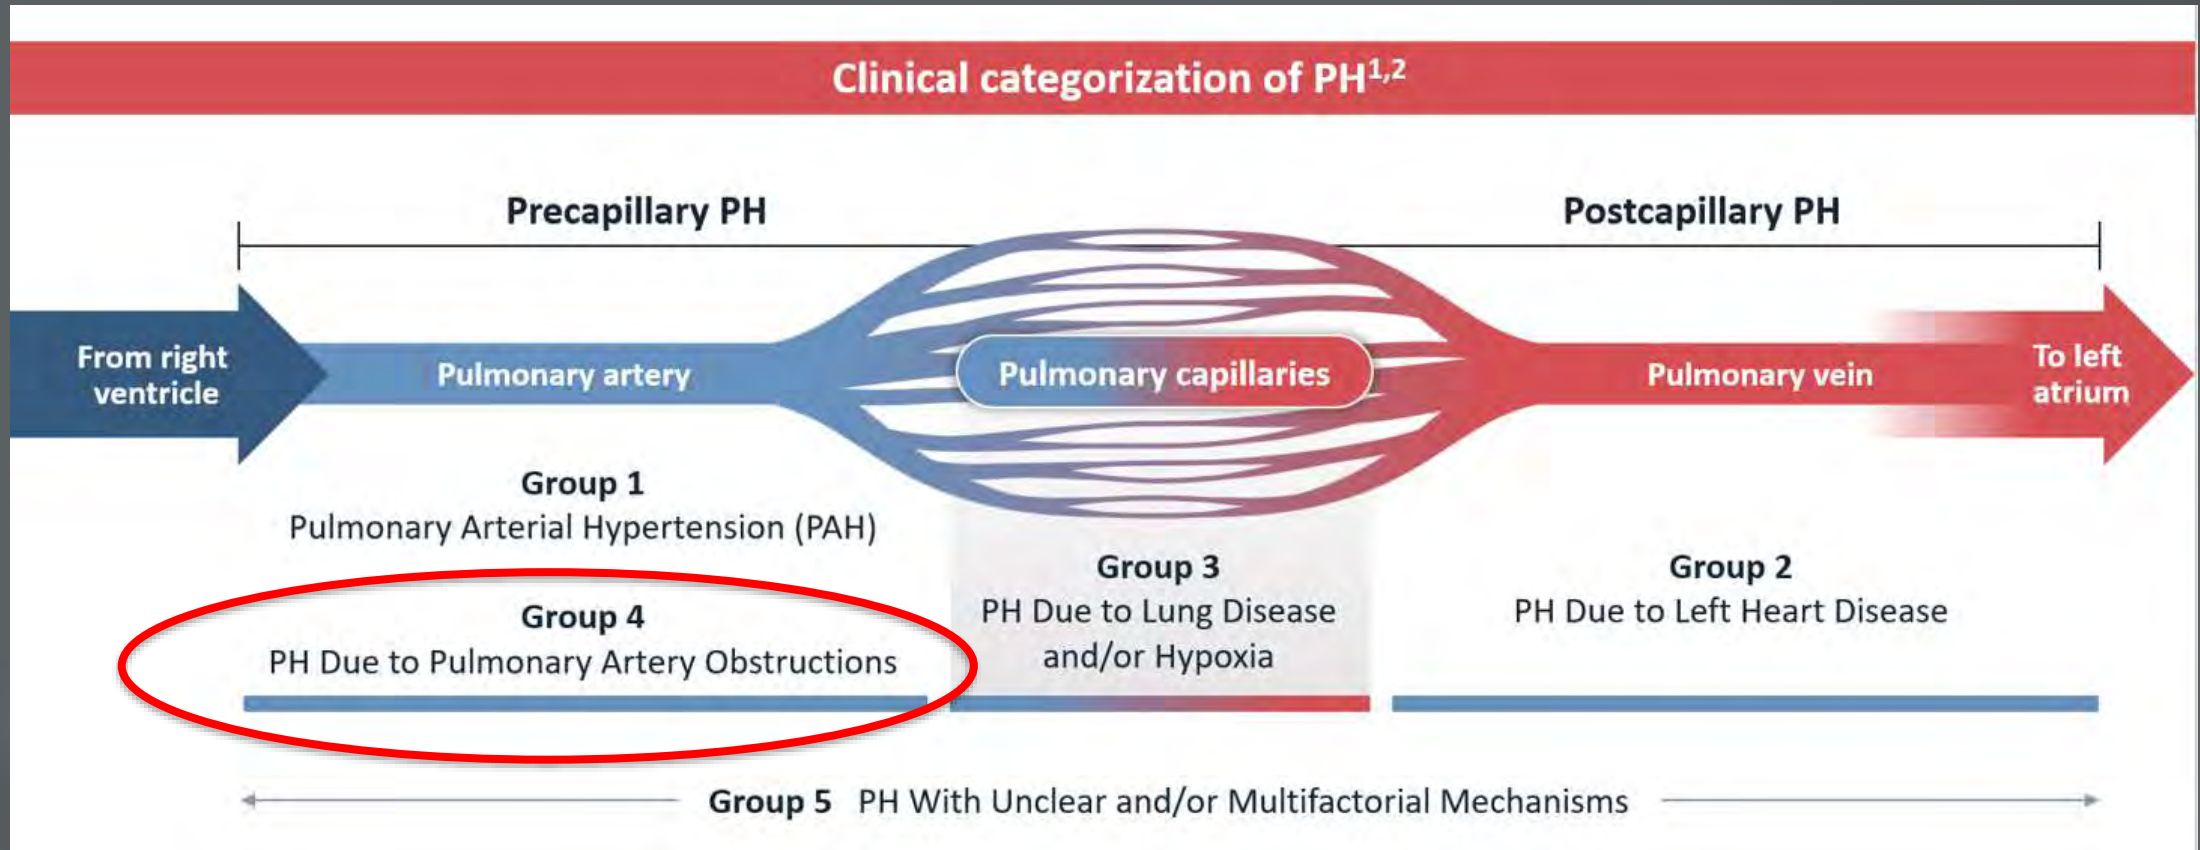 Clinical categorization of PH1,2
Precapillary PH
Postcapillary PH
From right
ventricle
Pulmonary artery
Pulmonary capillaries
Pulmonary vein
To left
atrium
Group 1
Pulmonary Arterial Hypertension (PAH)
Group 4
PH Due to Pulmonary Artery Obstructions
Group 3
PH Due to Lung Disease
and/or Hypoxia
Group 2
PH Due to Left Heart Disease
Group 5 PH With Unclear and/or Multifactorial Mechanisms